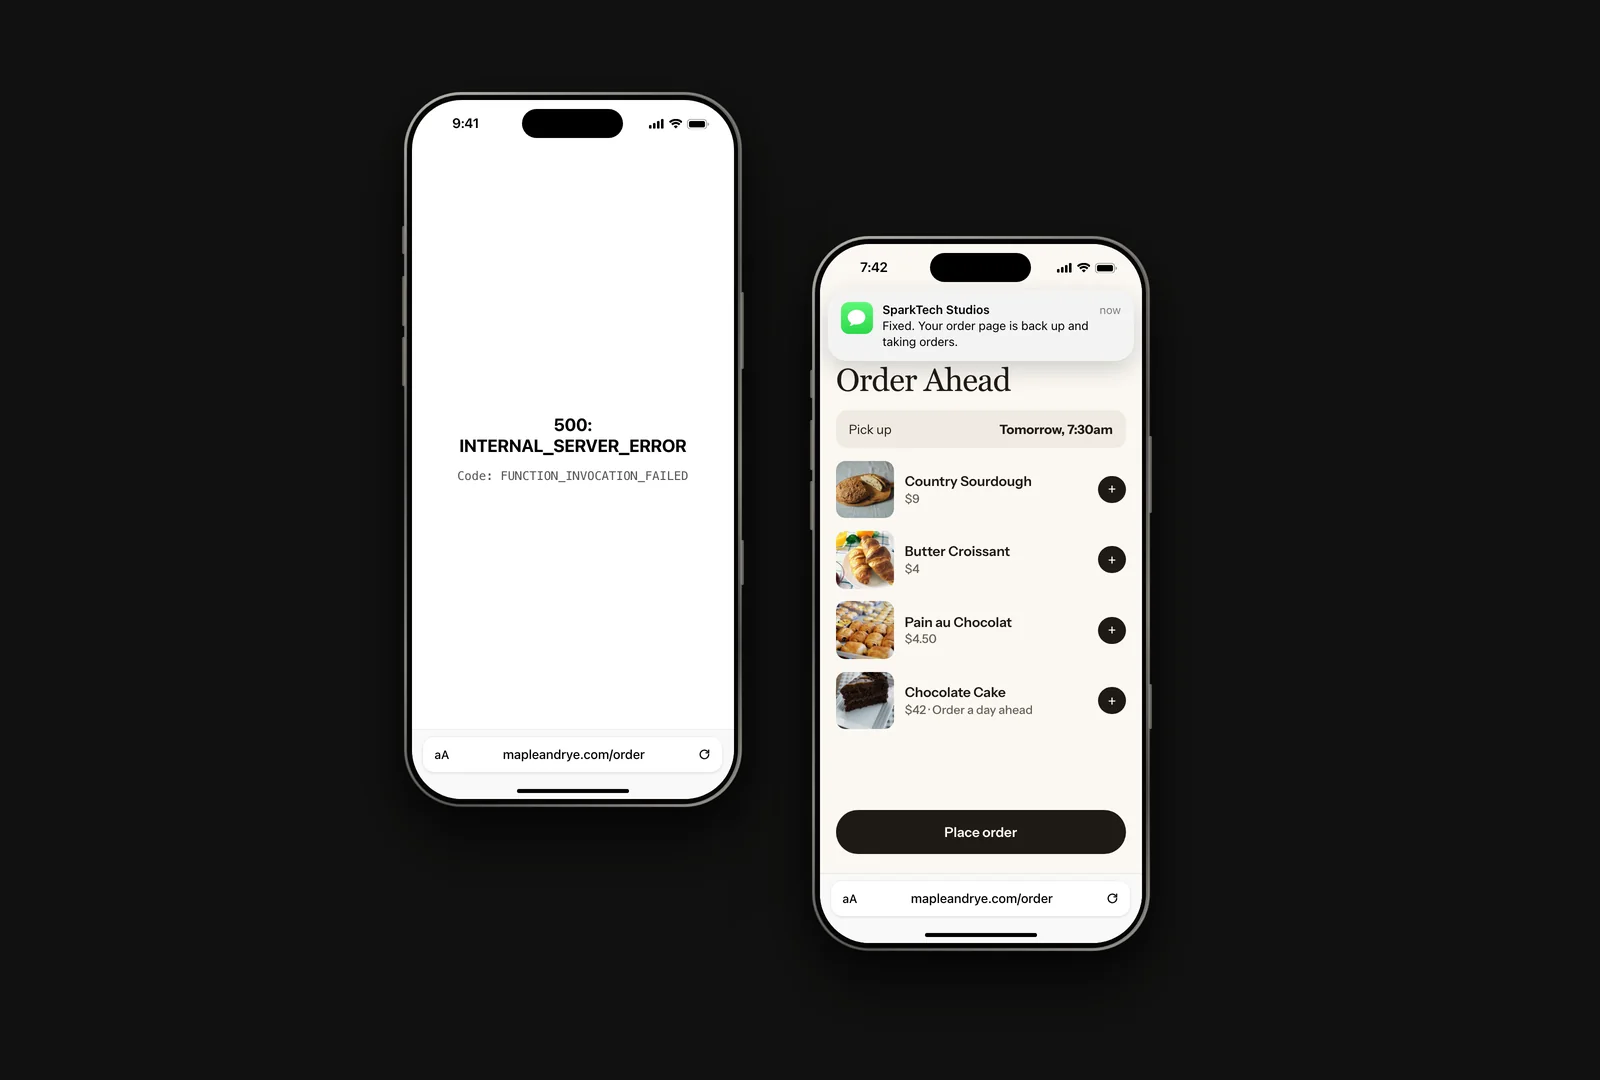 9:41
500:
INTERNAL_SERVER_ERROR
Code: FUNCTION_INVOCATION_FAILED
aA mapleandrye.com/order
7:42
SparkTech Studios now
Fixed. Your order page is back up and
taking orders.
Order Ahead
Pick up Tomorrow, 7:30am
Country Sourdough
$9
+
Butter Croissant
$4
+
Pain au Chocolat
$4.50
+
Chocolate Cake
$42 · Order a day ahead
+
Place order
aA mapleandrye.com/order